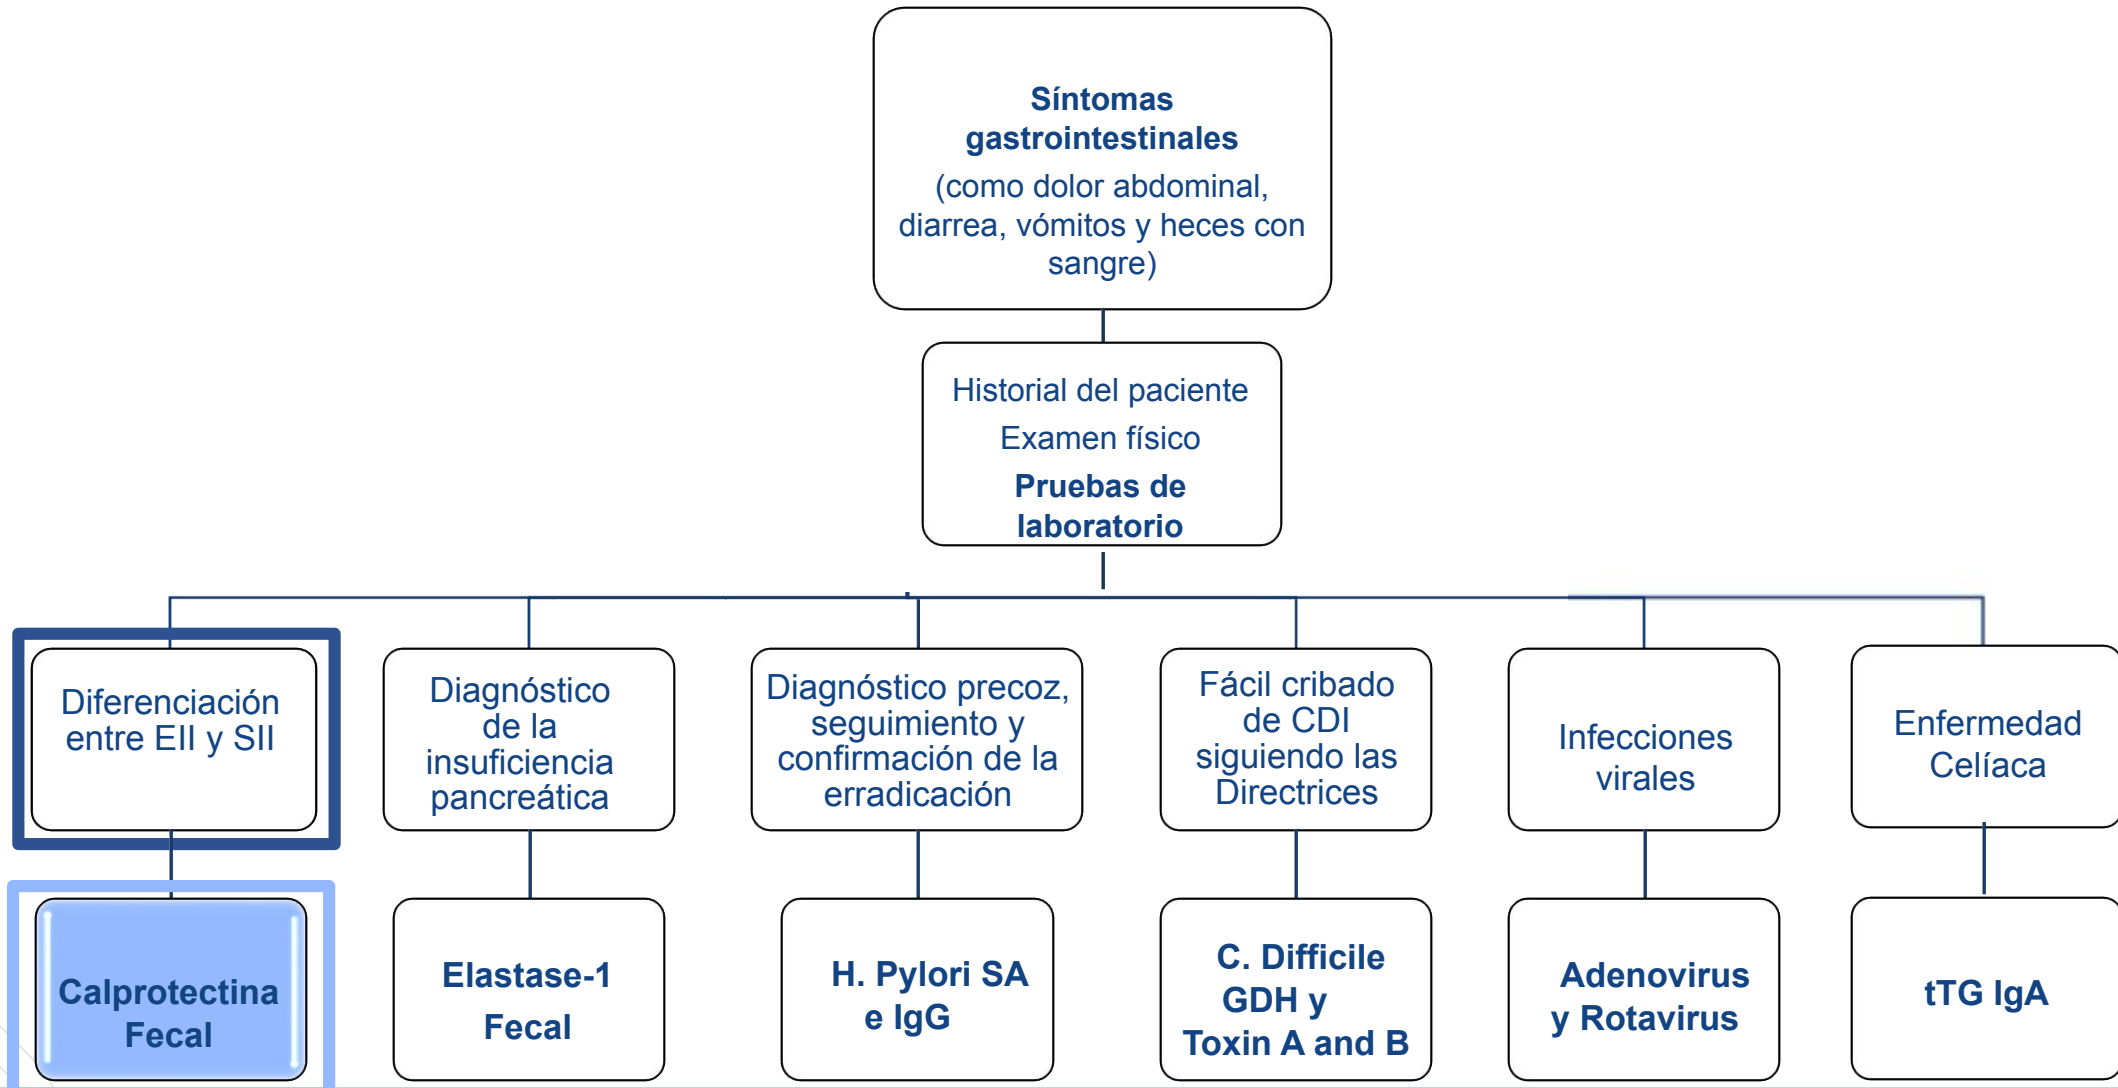 Síntomas
gastrointestinales
(como dolor abdominal,
diarrea, vómitos y heces con
sangre)
Historial del paciente
Examen físico
Pruebas de
laboratorio
Diferenciación
entre EII y SII
Diagnóstico
de la
insuficiencia
pancreática
Diagnóstico precoz,
seguimiento y
confirmación de la
erradicación
Fácil cribado
de CDI
siguiendo las
Directrices
Infecciones
virales
Enfermedad
Celíaca
Calprotectina
Fecal
Elastase-1
Fecal
H. Pylori SA
e IgG
C. Difficile
GDH y
Toxin A and B
Adenovirus
y Rotavirus
tTG IgA